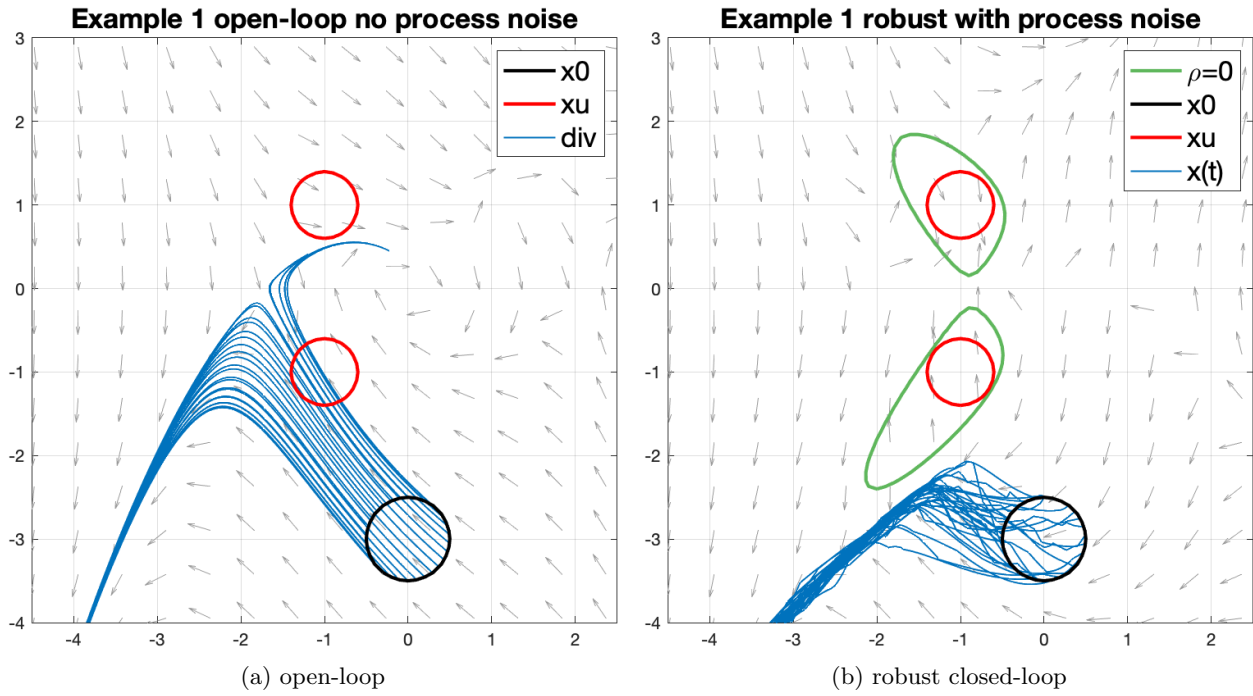 Example 1 open-loop no process noise
3
2
1
0
-1
-2
-3
-4
-4
-3
-2
-1
0
1
2
x0
xu
div
(a) open-loop
Example 1 robust with process noise
3
2
1
0
-1
-2
-3
-4
-4
-3
-2
-1
0
1
2
ρ=0
x0
xu
x(t)
(b) robust closed-loop